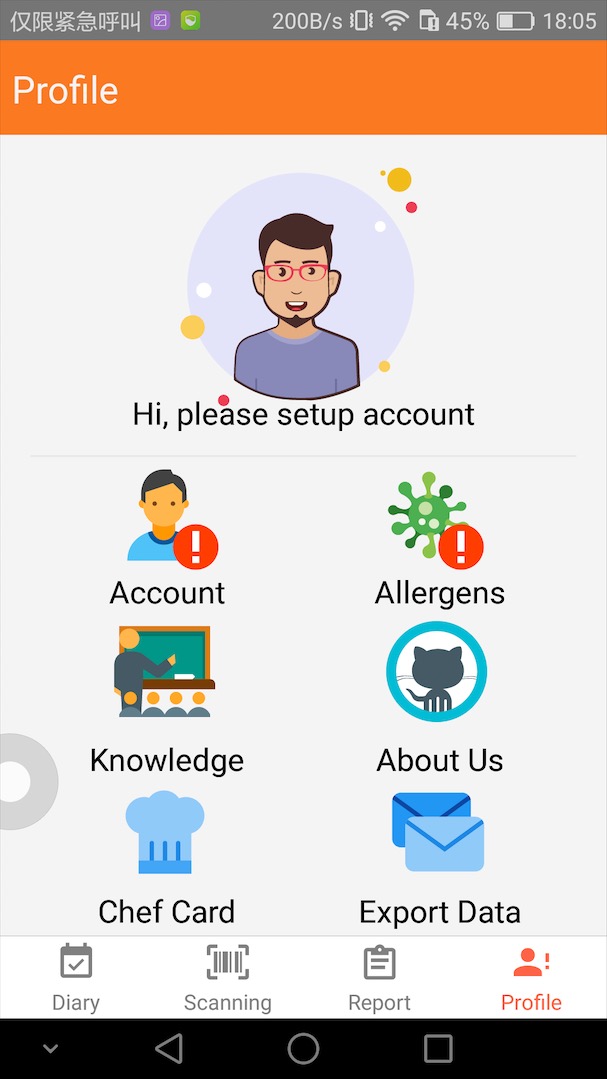 仅限紧急呼叫 200B/s 45% 18:05
Profile
Hi, please setup account
Account Allergens
Knowledge About Us
Chef Card Export Data
Diary Scanning Report Profile